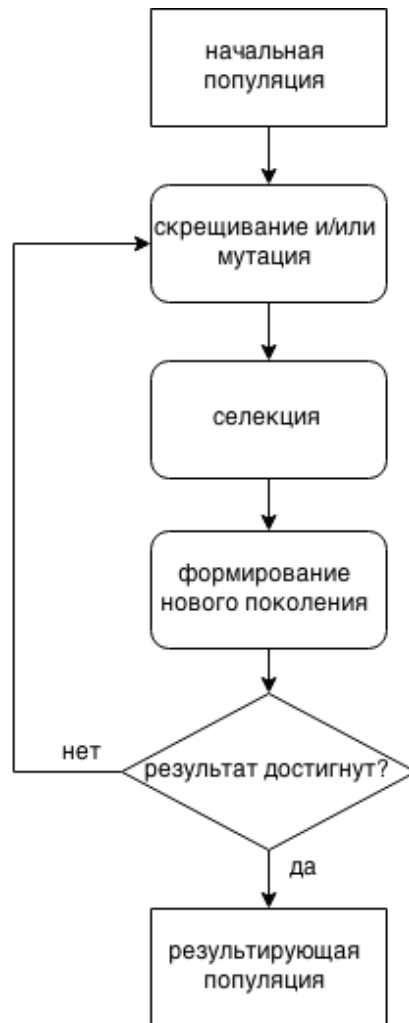 начальная
популяция
скрещивание и/или
мутация
селекция
формирование
нового поколения
нет
результат достигнут?
да
результирующая
популяция